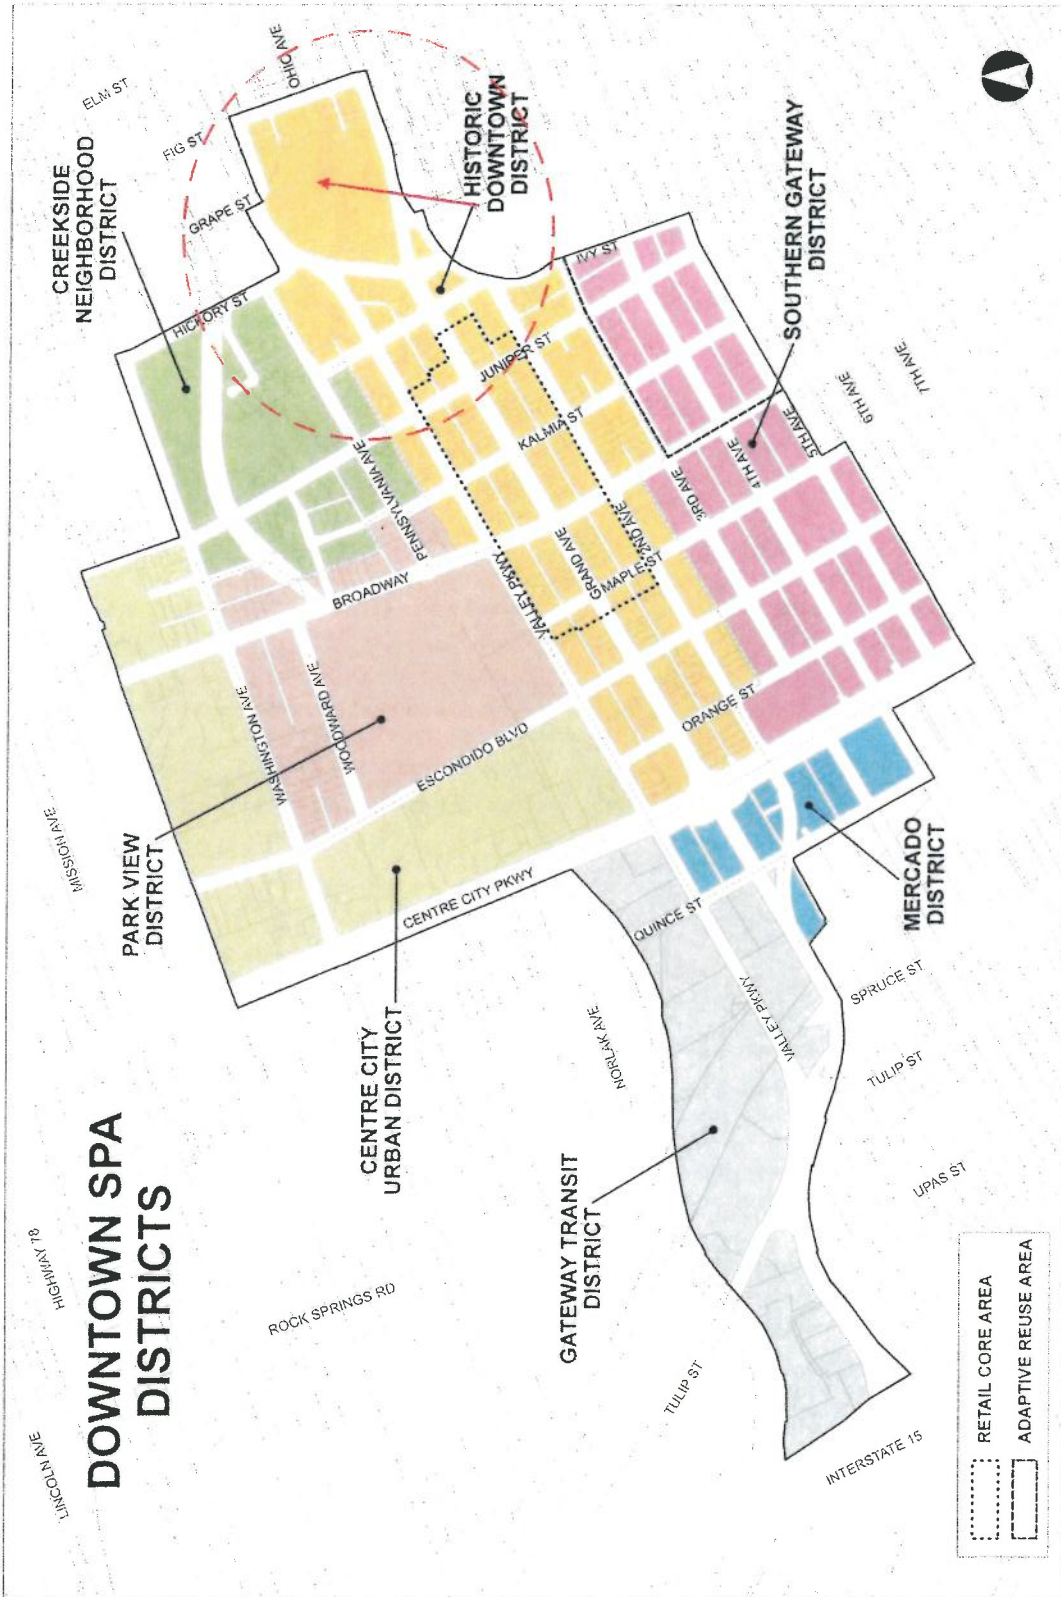 DOWNTOWN SPA
DISTRICTS
LINCOLN AVE
HIGHWAY 78
MISSION AVE
ROCK SPRINGS RD
PARK VIEW
DISTRICT
CREEKSIDE
NEIGHBORHOOD
DISTRICT
ELM ST
FIG ST
OHIO AVE
GRAPE ST
HICKORY ST
HISTORIC
DOWNTOWN
DISTRICT
WASHINGTON AVE
WOODWARD AVE
BROADWAY
PENNSYLVANIA AVE
ESCONDIDO BLVD
CENTRE CITY PKWY
CENTRE CITY
URBAN DISTRICT
VALLEY PKWY
GRAND AVE
2ND AVE
MAPLE ST
KALMIA ST
JUNIPER ST
IVY ST
3RD AVE
4TH AVE
5TH AVE
6TH AVE
7TH AVE
SOUTHERN GATEWAY
DISTRICT
ORANGE ST
QUINCE ST
MERCADO
DISTRICT
NORLAK AVE
VALLEY PKWY
SPRUCE ST
TULIP ST
UPAS ST
GATEWAY TRANSIT
DISTRICT
TULIP ST
INTERSTATE 15
RETAIL CORE AREA
ADAPTIVE REUSE AREA